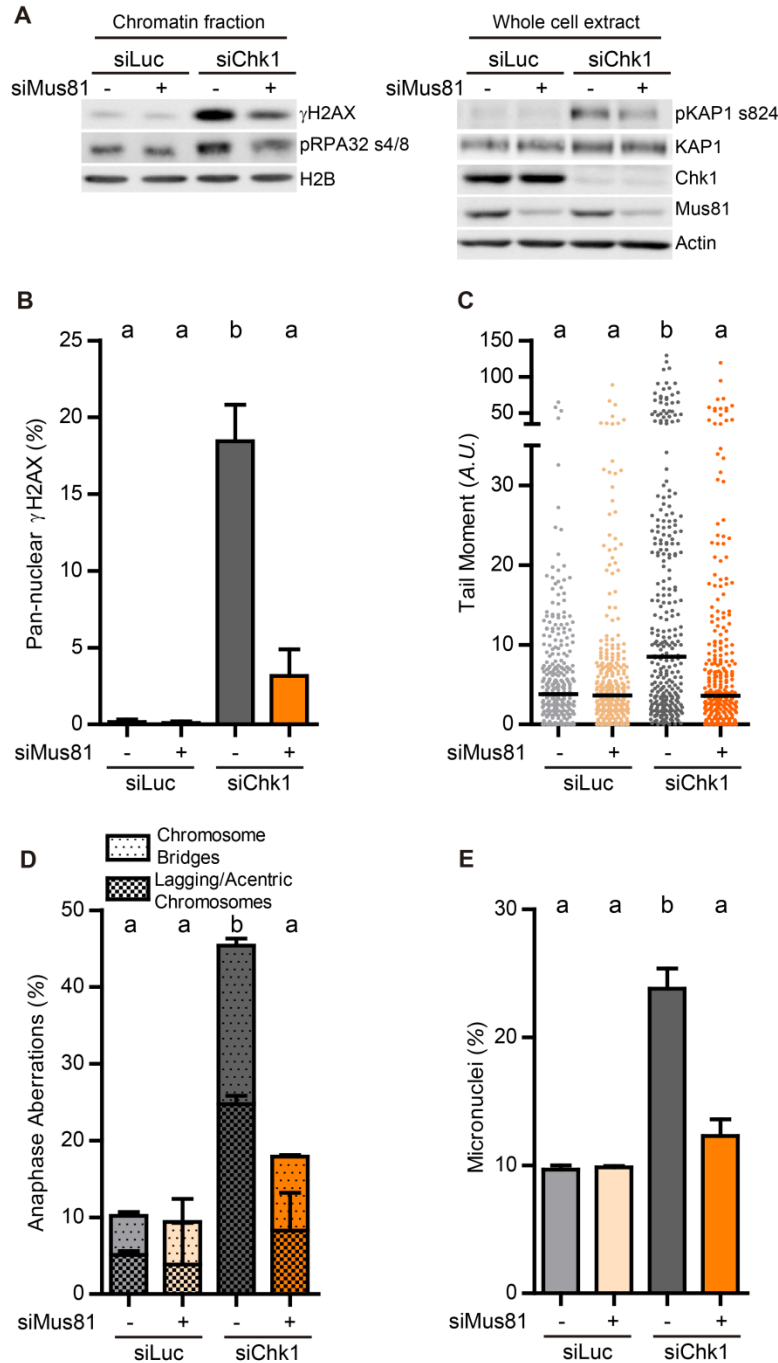 A
Chromatin fraction
siLuc siChk1
siMus81 - + - +
γH2AX
pRPA32 s4/8
H2B
Whole cell extract
siLuc siChk1
siMus81 - + - +
pKAP1 s824
KAP1
Chk1
Mus81
Actin
B
a a b a
25
20
15
10
5
0
Pan-nuclear γH2AX (%)
siMus81 - + - +
siLuc siChk1
C
a a b a
150
100
50
30
20
10
0
Tail Moment (A.U.)
siMus81 - + - +
siLuc siChk1
D
Chromosome
Bridges
Lagging/Acentric
Chromosomes
a a b a
50
40
30
20
10
0
Anaphase Aberrations (%)
siMus81 - + - +
siLuc siChk1
E
a a b a
30
20
10
0
Micronuclei (%)
siMus81 - + - +
siLuc siChk1